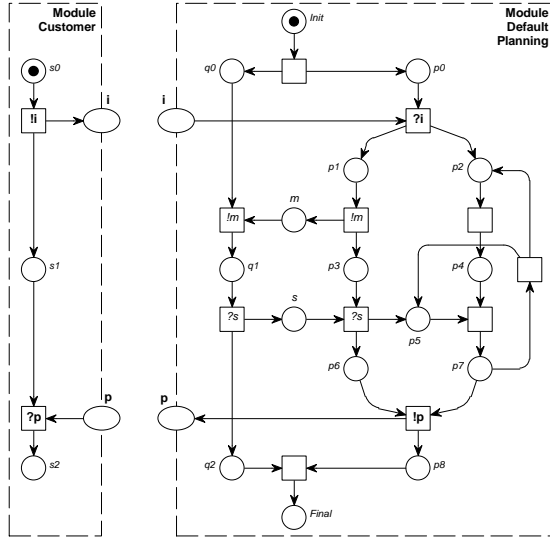 Module
Customer
Init
Module
Default
Planning
s0
q0
p0
i
i
!i
?i
p1
p2
m
!m
!m
s1
q1
p3
p4
s
?s
?s
p5
p6
p7
p
p
?p
!p
s2
q2
p8
Final